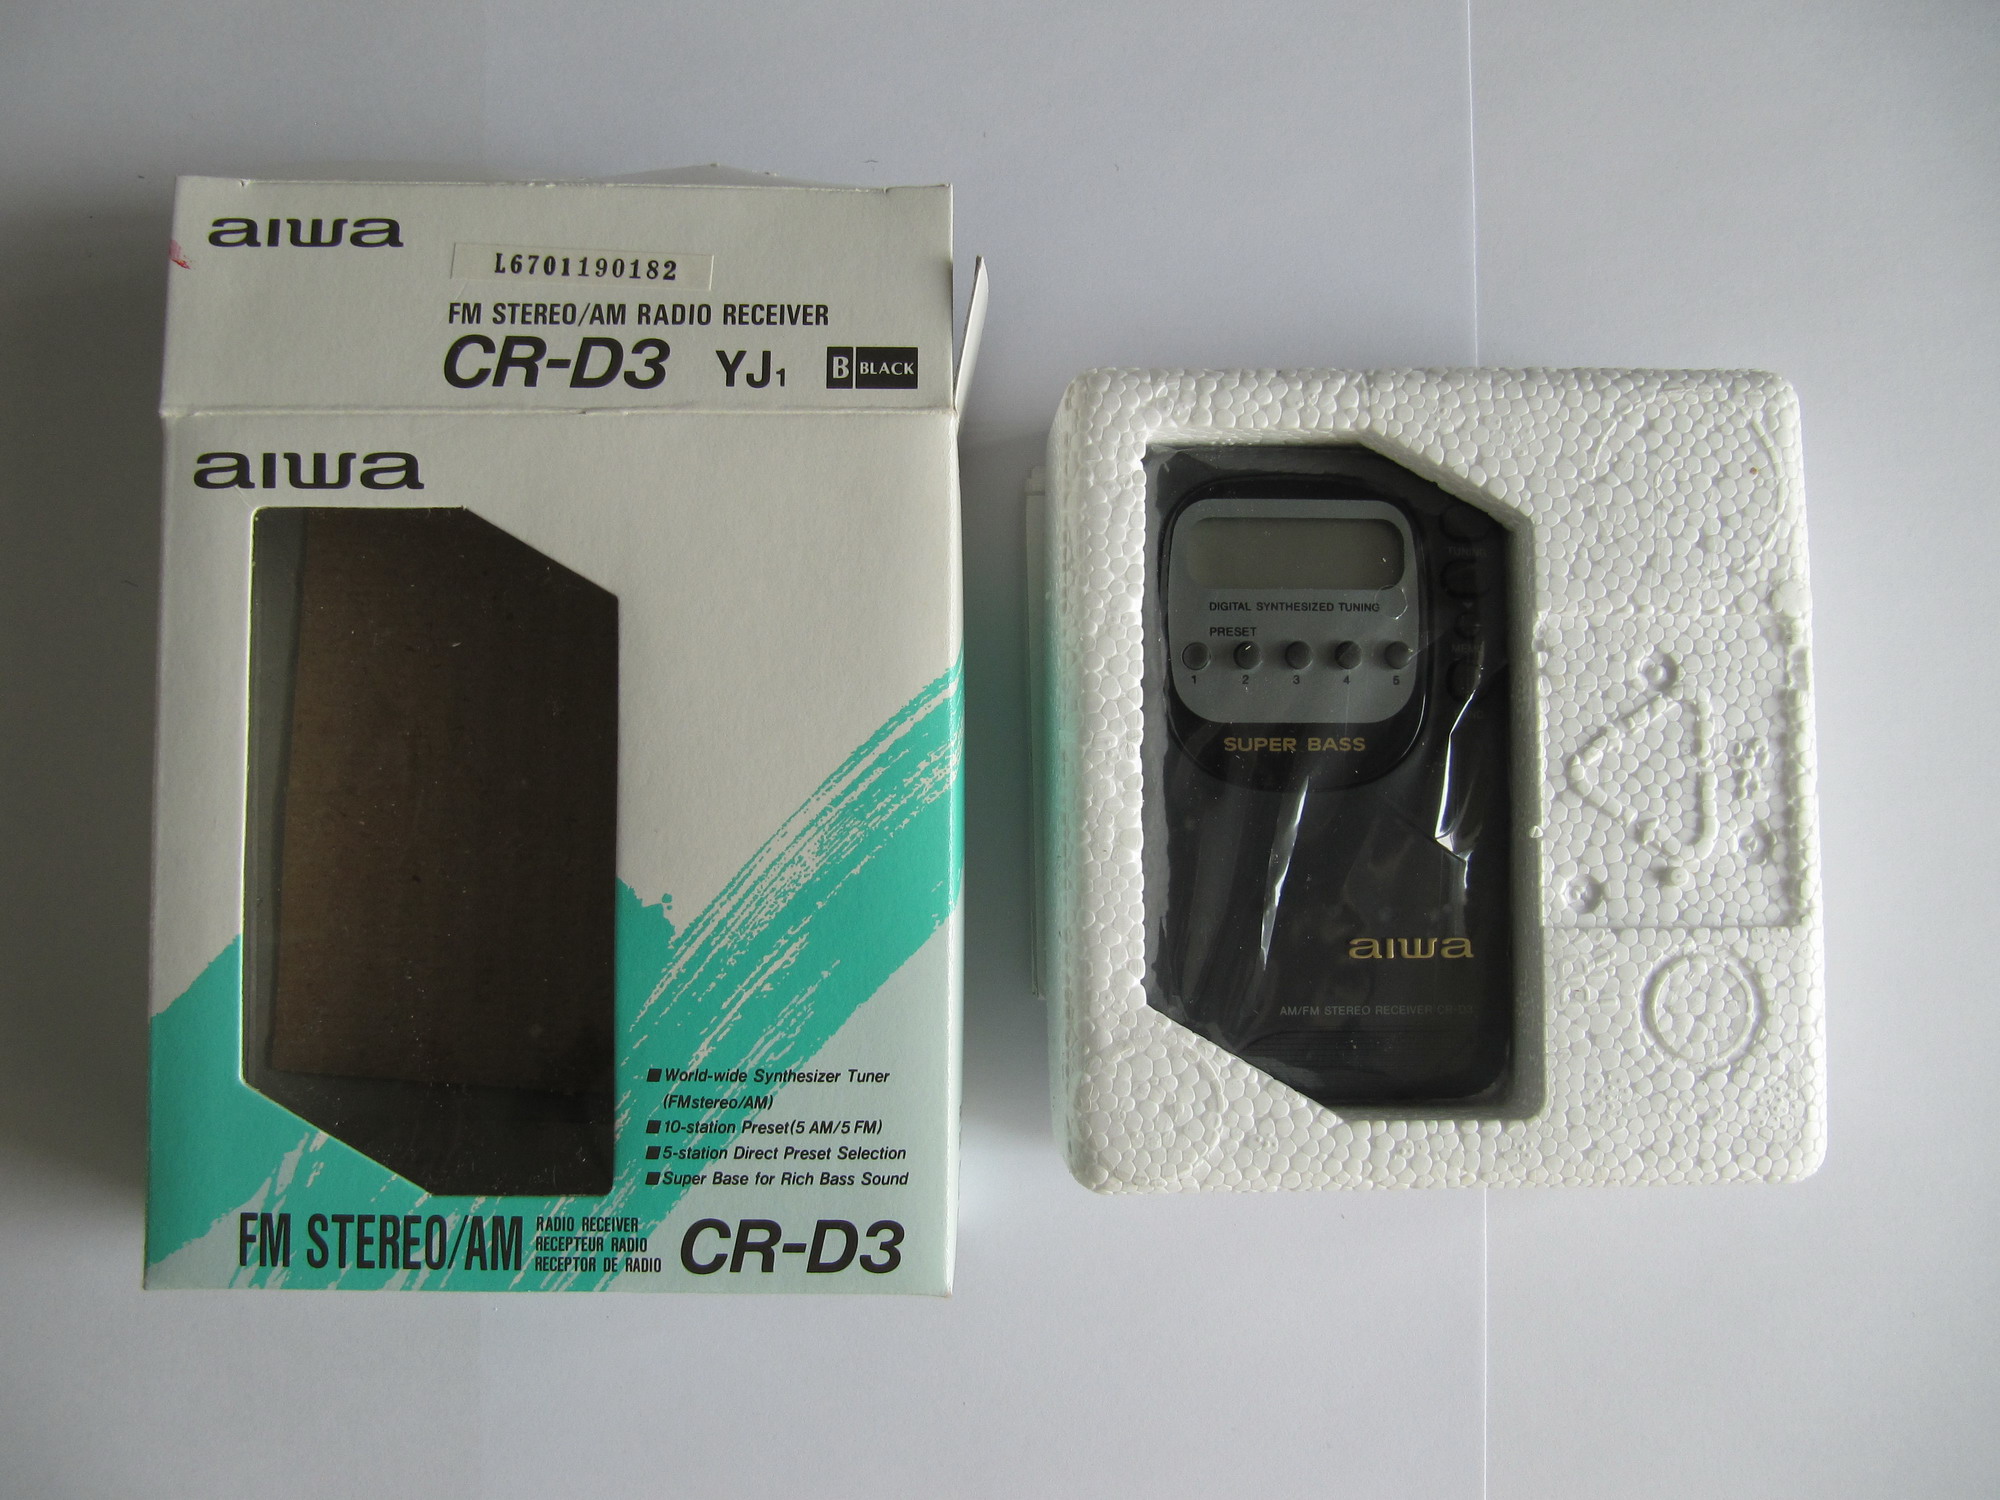 aiwa
L6701190182
FM STEREO/AM RADIO RECEIVER
CR-D3 YJ1 B BLACK
aiwa
■World-wide Synthesizer Tuner
(FMstereo/AM)
■10-station Preset(5 AM/5 FM)
■5-station Direct Preset Selection
■Super Base for Rich Bass Sound
FM STEREO/AM
RADIO RECEIVER
RECEPTEUR RADIO
RECEPTOR DE RADIO
CR-D3
TUNING
DIGITAL SYNTHESIZED TUNING
PRESET
1 2 3 4 5
SUPER BASS
aiwa
AM/FM STEREO RECEIVER CR-D3